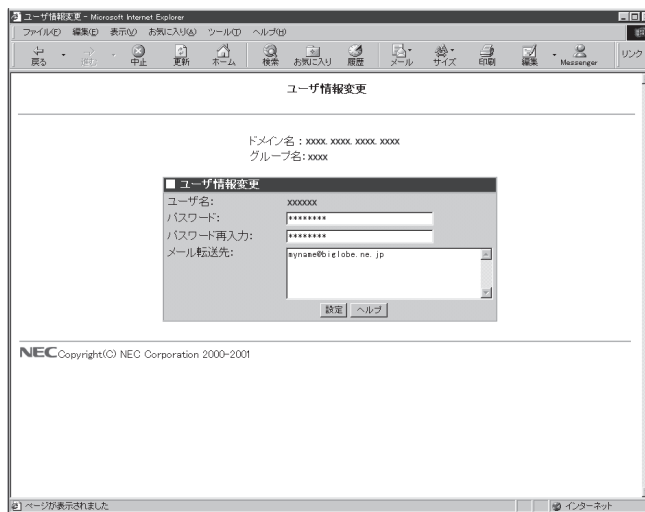 ユーザ情報変更 - Microsoft Internet Explorer
ファイル(F) 編集(E) 表示(V) お気に入り(A) ツール(T) ヘルプ(H)
戻る 進む 中止 更新 ホーム 検索 お気に入り 履歴 メール サイズ 印刷 編集 Messenger リンク
ユーザ情報変更
ドメイン名：xxxx. xxxx. xxxx. xxxx
グループ名: xxxx
■ ユーザ情報変更
ユーザ名: xxxxxx
パスワード: ********
パスワード再入力: ********
メール転送先: myname@biglobe.ne.jp
設定 ヘルプ
NEC Copyright(C) NEC Corporation 2000-2001
ページが表示されました インターネット